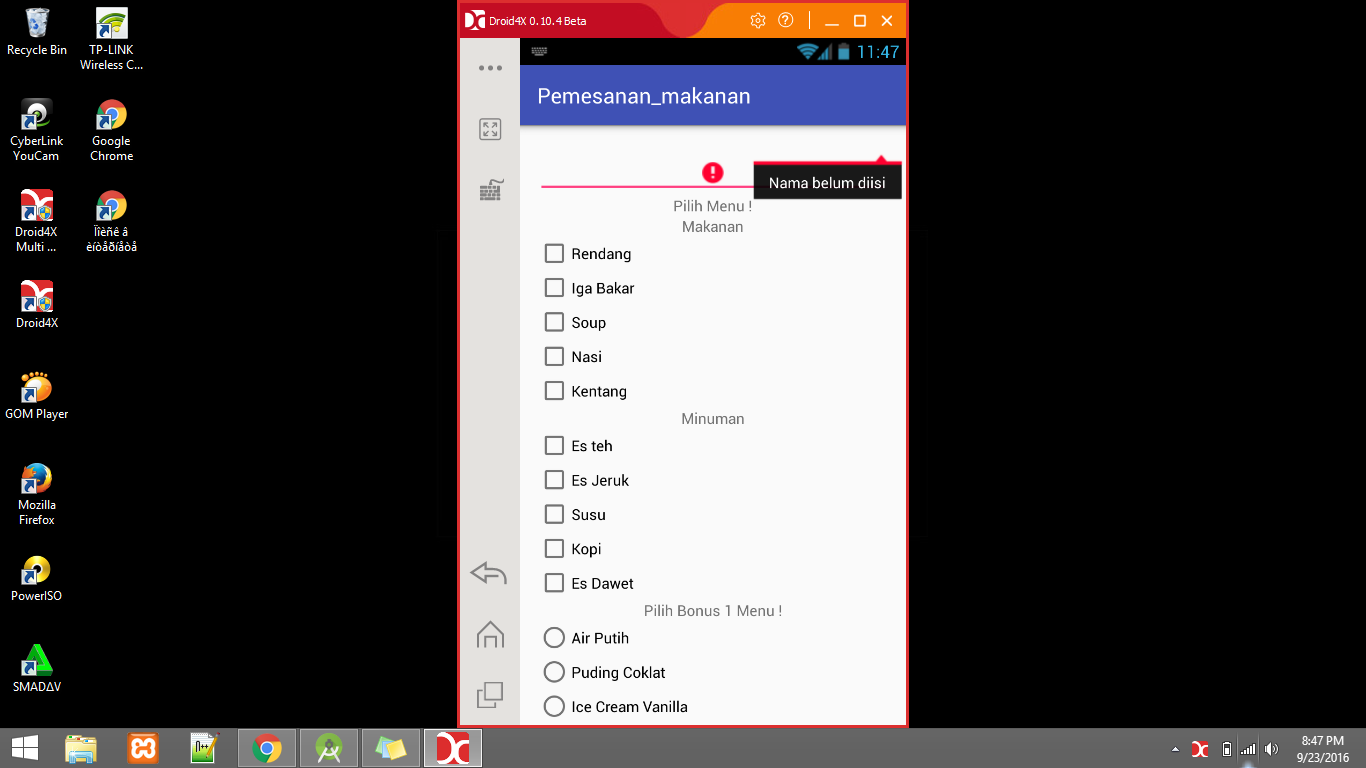 Recycle Bin
TP-LINK
Wireless C...
CyberLink
YouCam
Google
Chrome
Droid4X
Multi ...
Ïîèñê â
èíòåðíåòå
Droid4X
GOM Player
Mozilla
Firefox
PowerISO
SMADΔV
Droid4X 0.10.4 Beta
11:47
Pemesanan_makanan
Nama belum diisi
Pilih Menu !
Makanan
Rendang
Iga Bakar
Soup
Nasi
Kentang
Minuman
Es teh
Es Jeruk
Susu
Kopi
Es Dawet
Pilih Bonus 1 Menu !
Air Putih
Puding Coklat
Ice Cream Vanilla
8:47 PM
9/23/2016